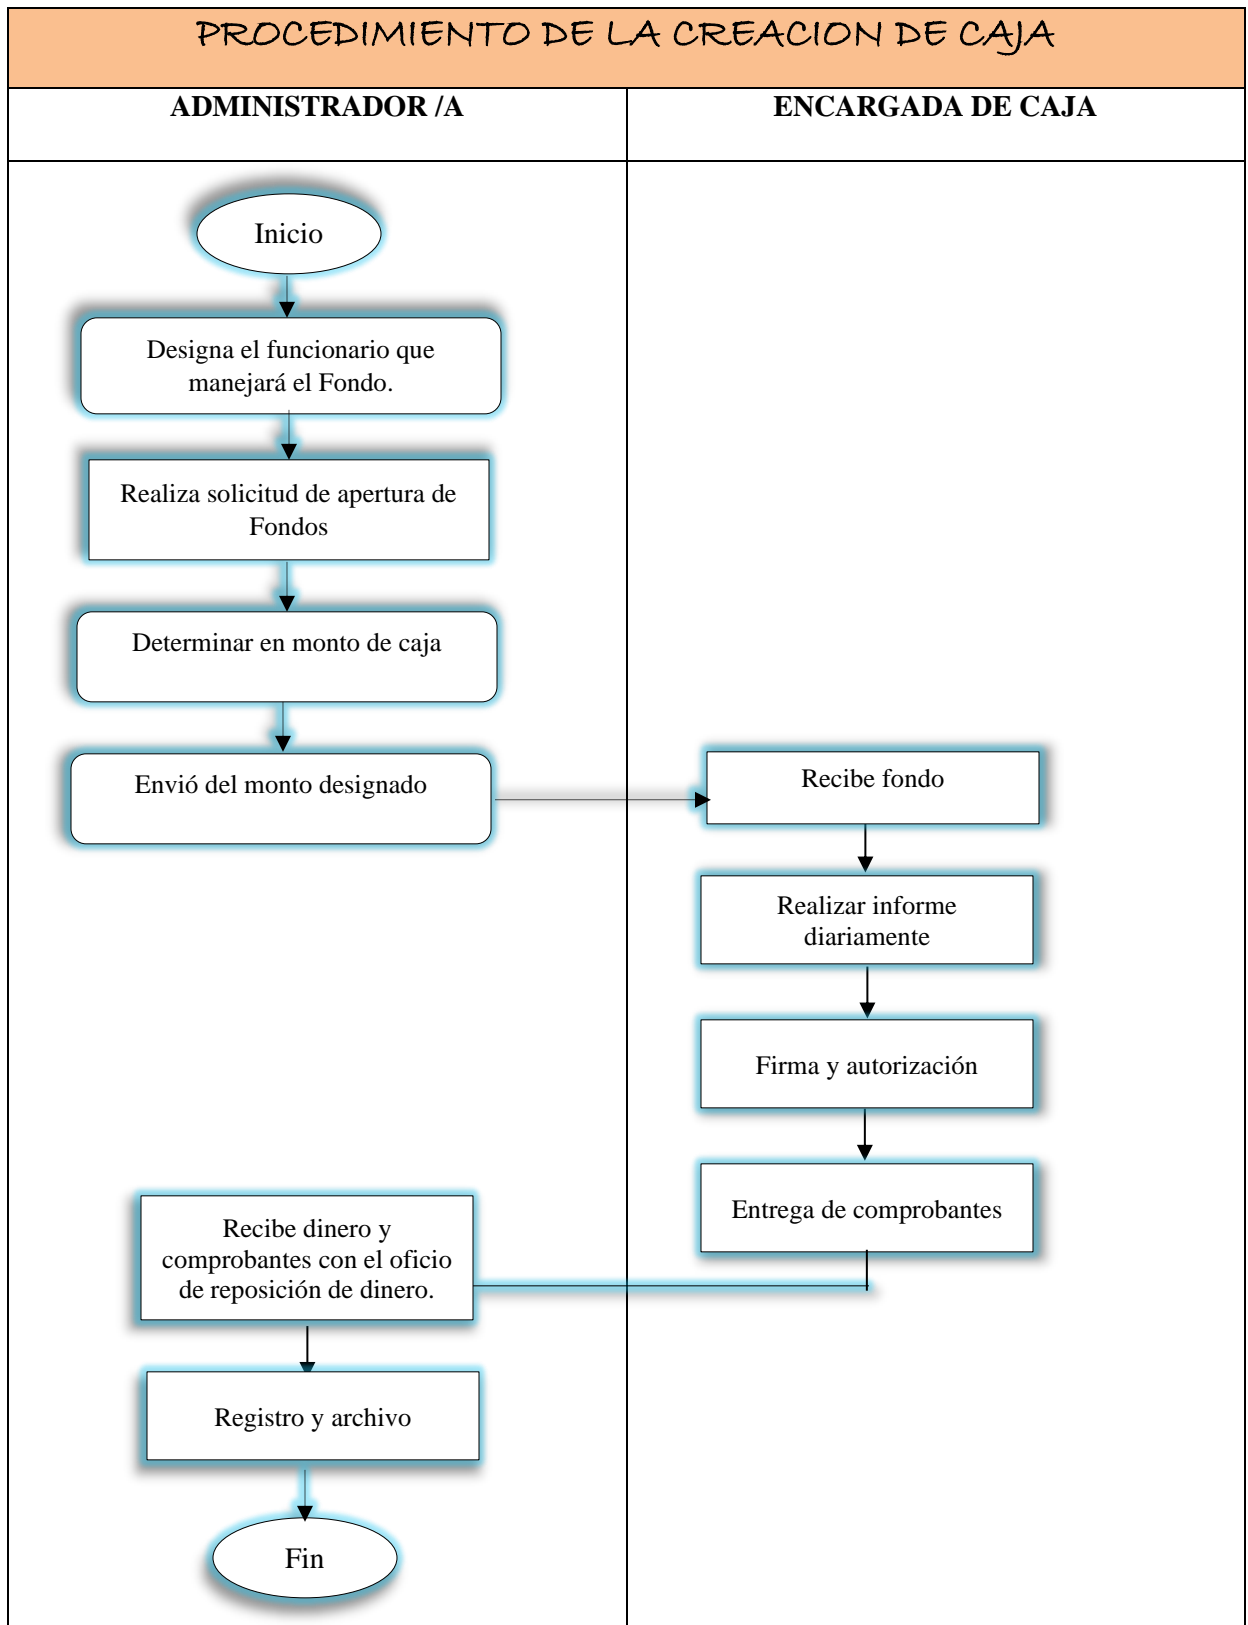 PROCEDIMIENTO DE LA CREACION DE CAJA
ADMINISTRADOR /A
ENCARGADA DE CAJA
Inicio
Designa el funcionario que
manejará el Fondo.
Realiza solicitud de apertura de
Fondos
Determinar en monto de caja
Envió del monto designado
Recibe fondo
Realizar informe
diariamente
Firma y autorización
Entrega de comprobantes
Recibe dinero y
comprobantes con el oficio
de reposición de dinero.
Registro y archivo
Fin